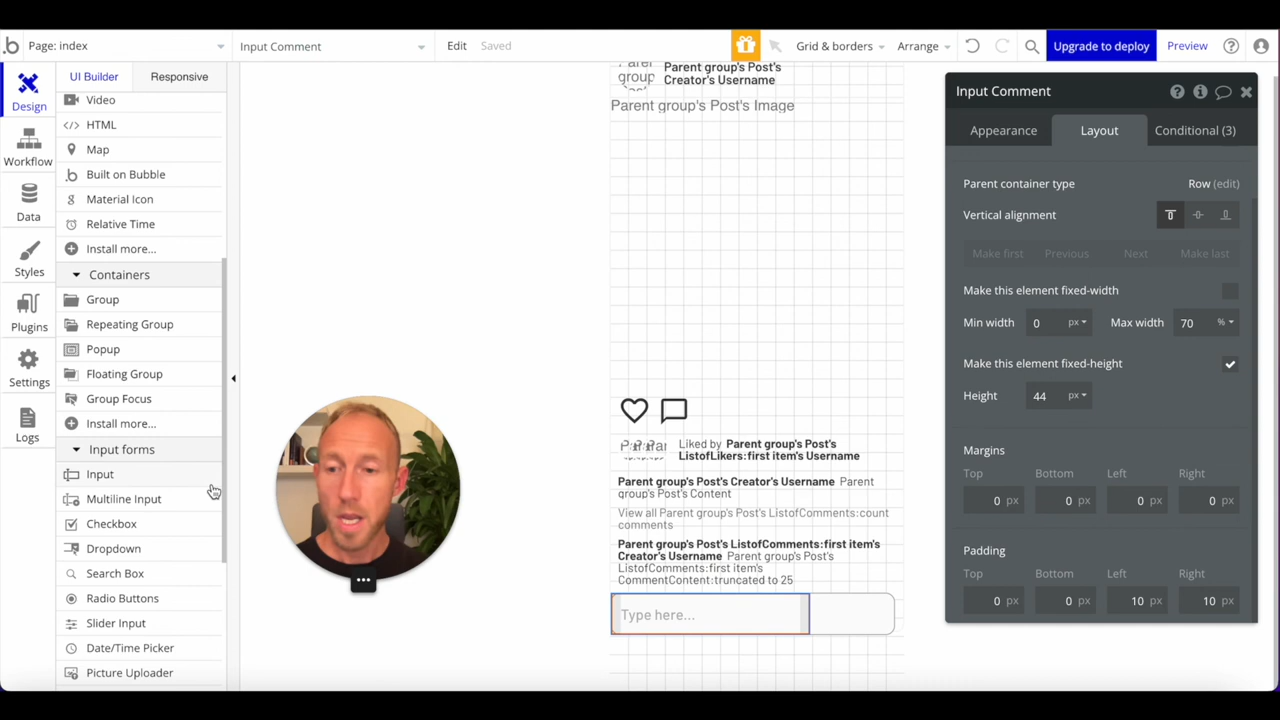 b Page: index Input Comment Edit Saved Grid & borders Arrange Upgrade to deploy Preview ?
UI Builder Responsive
Design
Workflow
Data
Styles
Plugins
Settings
Logs
Video
</> HTML
Map
b Built on Bubble
g Material Icon
Relative Time
Install more...
Containers
Group
Repeating Group
Popup
Floating Group
Group Focus
Install more...
Input forms
Input
Multiline Input
Checkbox
Dropdown
Search Box
Radio Buttons
Slider Input
Date/Time Picker
Picture Uploader
group
Parent group's Post's
Creator's Username
Parent group's Post's Image
Liked by Parent group's Post's
ListofLikers:first item's Username
Parent group's Post's Creator's Username Parent
group's Post's Content
View all Parent group's Post's ListofComments:count
comments
Parent group's Post's ListofComments:first item's
Creator's Username Parent group's Post's
ListofComments:first item's
CommentContent:truncated to 25
Type here...
Input Comment
Appearance Layout Conditional (3)
Parent container type Row (edit)
Vertical alignment
Make first Previous Next Make last
Make this element fixed-width
Min width 0 px Max width 70 %
Make this element fixed-height
Height 44 px
Margins
Top Bottom Left Right
0 px 0 px 0 px 0 px
Padding
Top Bottom Left Right
0 px 0 px 10 px 10 px